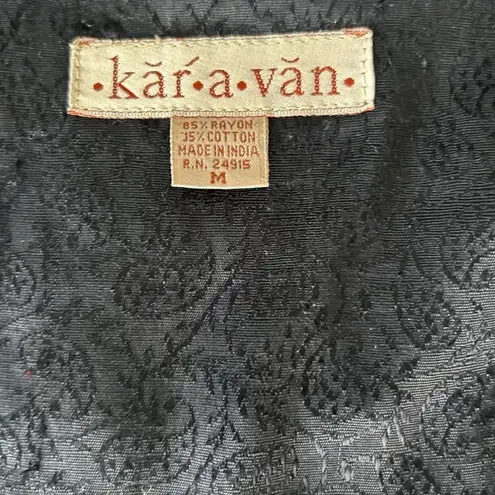 •kăŕ•a•văn•
85% RAYON
15% COTTON
MADE IN INDIA
R.N. 24915
M